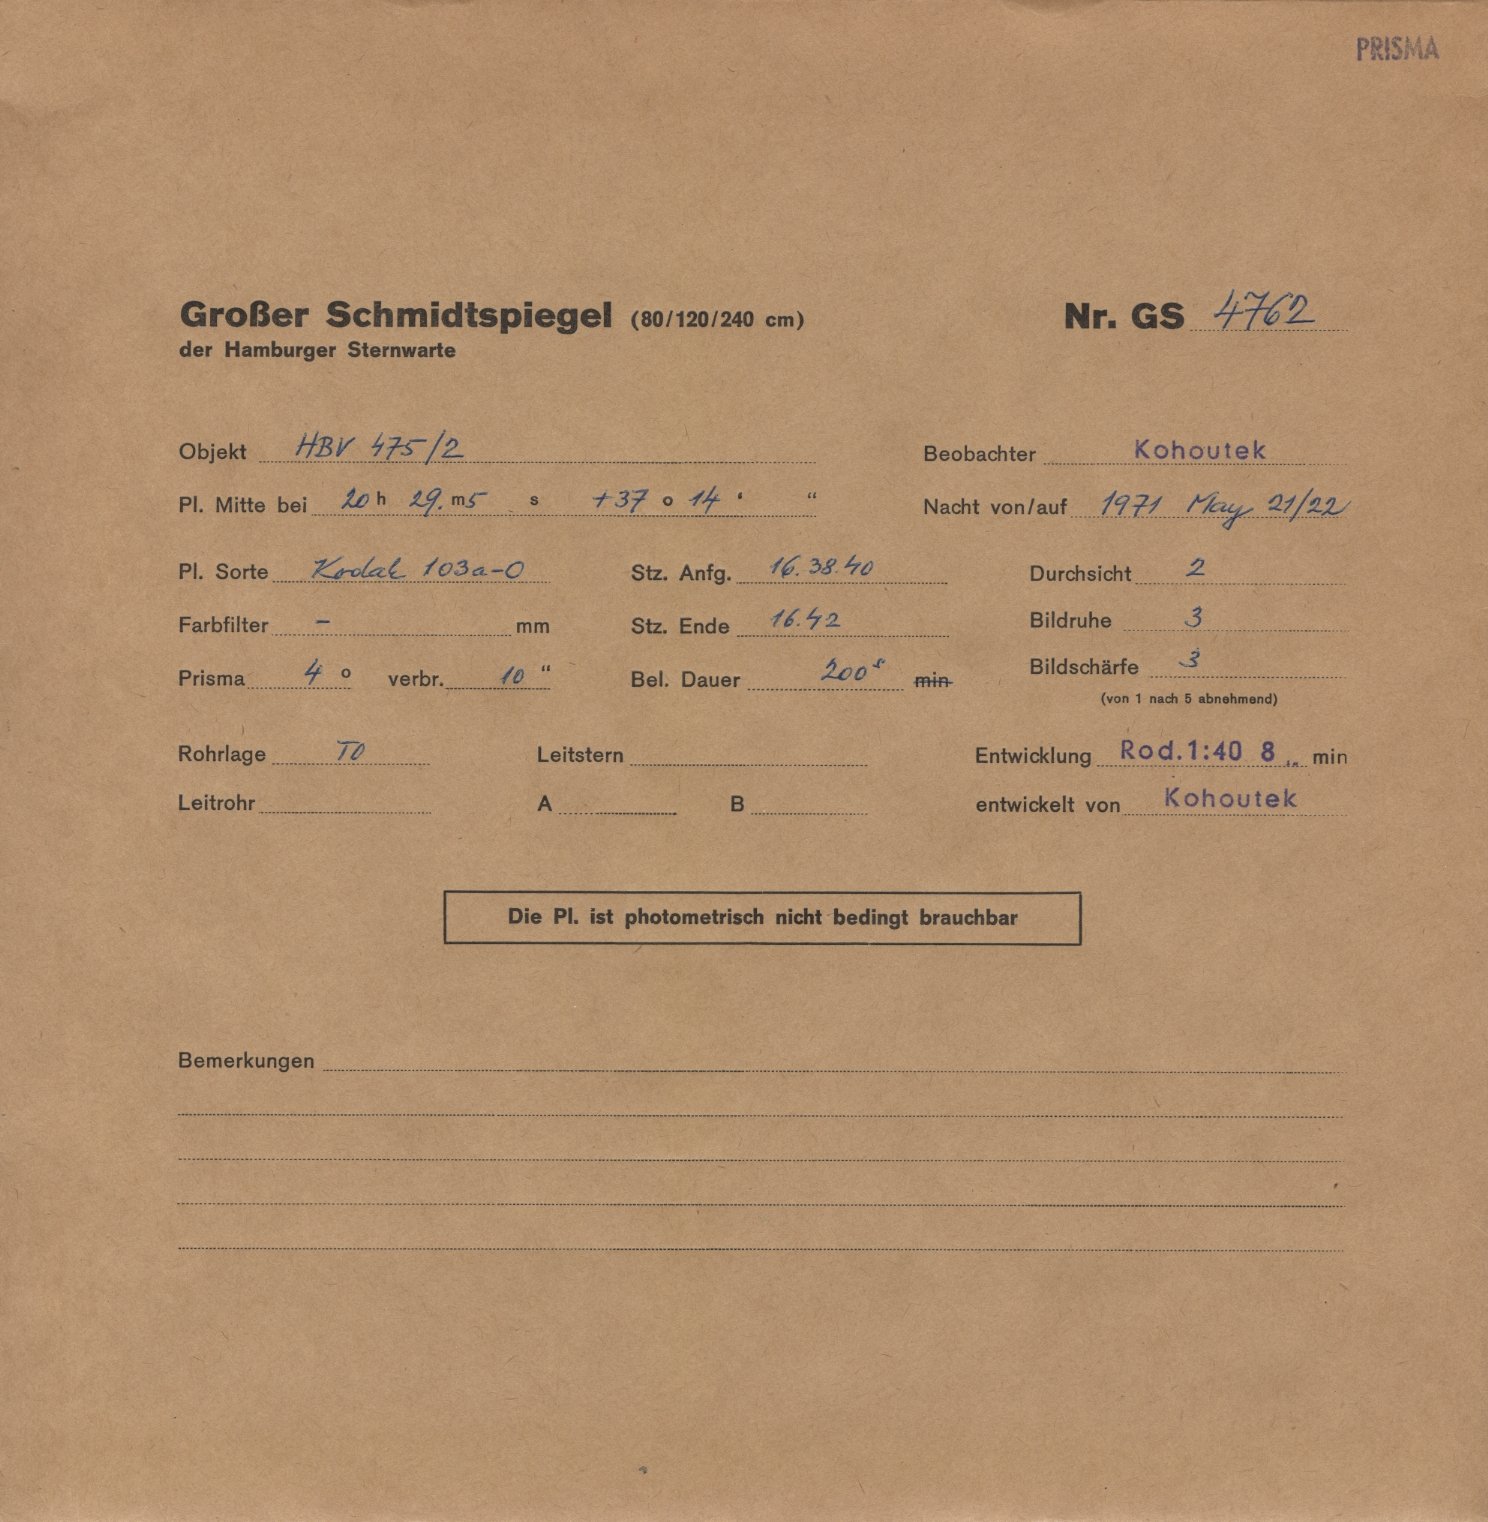 PRISMA
Großer Schmidtspiegel (80/120/240 cm) Nr. GS 4762
der Hamburger Sternwarte
Objekt HBV 475/2 Beobachter Kohoutek
Pl. Mitte bei 20 h 29. m5 s +37 o 14 ‘ “ Nacht von/auf 1971 May 21/22
Pl. Sorte Kodak 103a-O Stz. Anfg. 16.38.40 Durchsicht 2
Farbfilter – mm Stz. Ende 16.42 Bildruhe 3
Prisma 4 o verbr. 10 “ Bel. Dauer 200s min Bildschärfe 3
(von 1 nach 5 abnehmend)
Rohrlage TO Leitstern Entwicklung Rod.1:40 8 min
Leitrohr A B entwickelt von Kohoutek
Die Pl. ist photometrisch nicht bedingt brauchbar
Bemerkungen